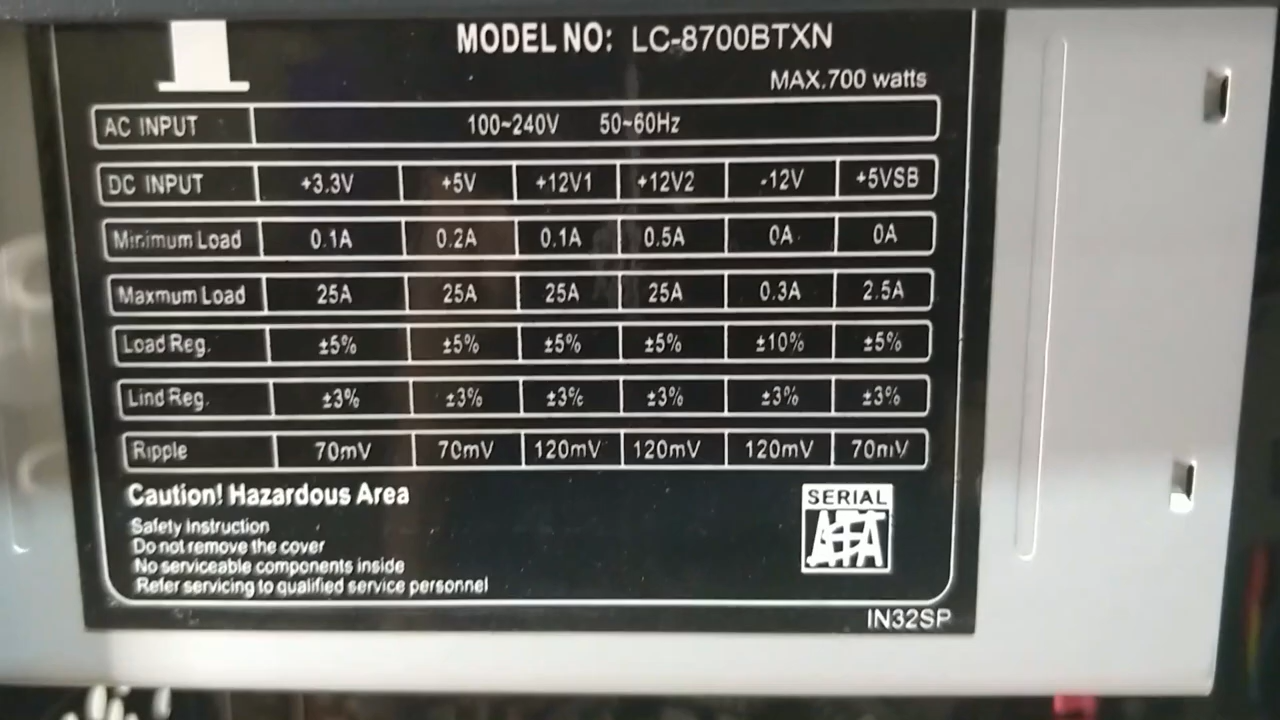 MODEL NO: LC-8700BTXN
MAX.700 watts
AC INPUT 100~240V 50~60Hz
DC INPUT +3.3V +5V +12V1 +12V2 -12V +5VSB
Minimum Load 0.1A 0.2A 0.1A 0.5A 0A 0A
Maxmum Load 25A 25A 25A 25A 0.3A 2.5A
Load Reg. ±5% ±5% ±5% ±5% ±10% ±5%
Lind Reg. ±3% ±3% ±3% ±3% ±3% ±3%
Ripple 70mV 70mV 120mV 120mV 120mV 70mV
Caution! Hazardous Area
Safety Instruction
Do not remove the cover
No serviceable components inside
Refer servicing to qualified service personnel
SERIAL
ATA
IN32SP